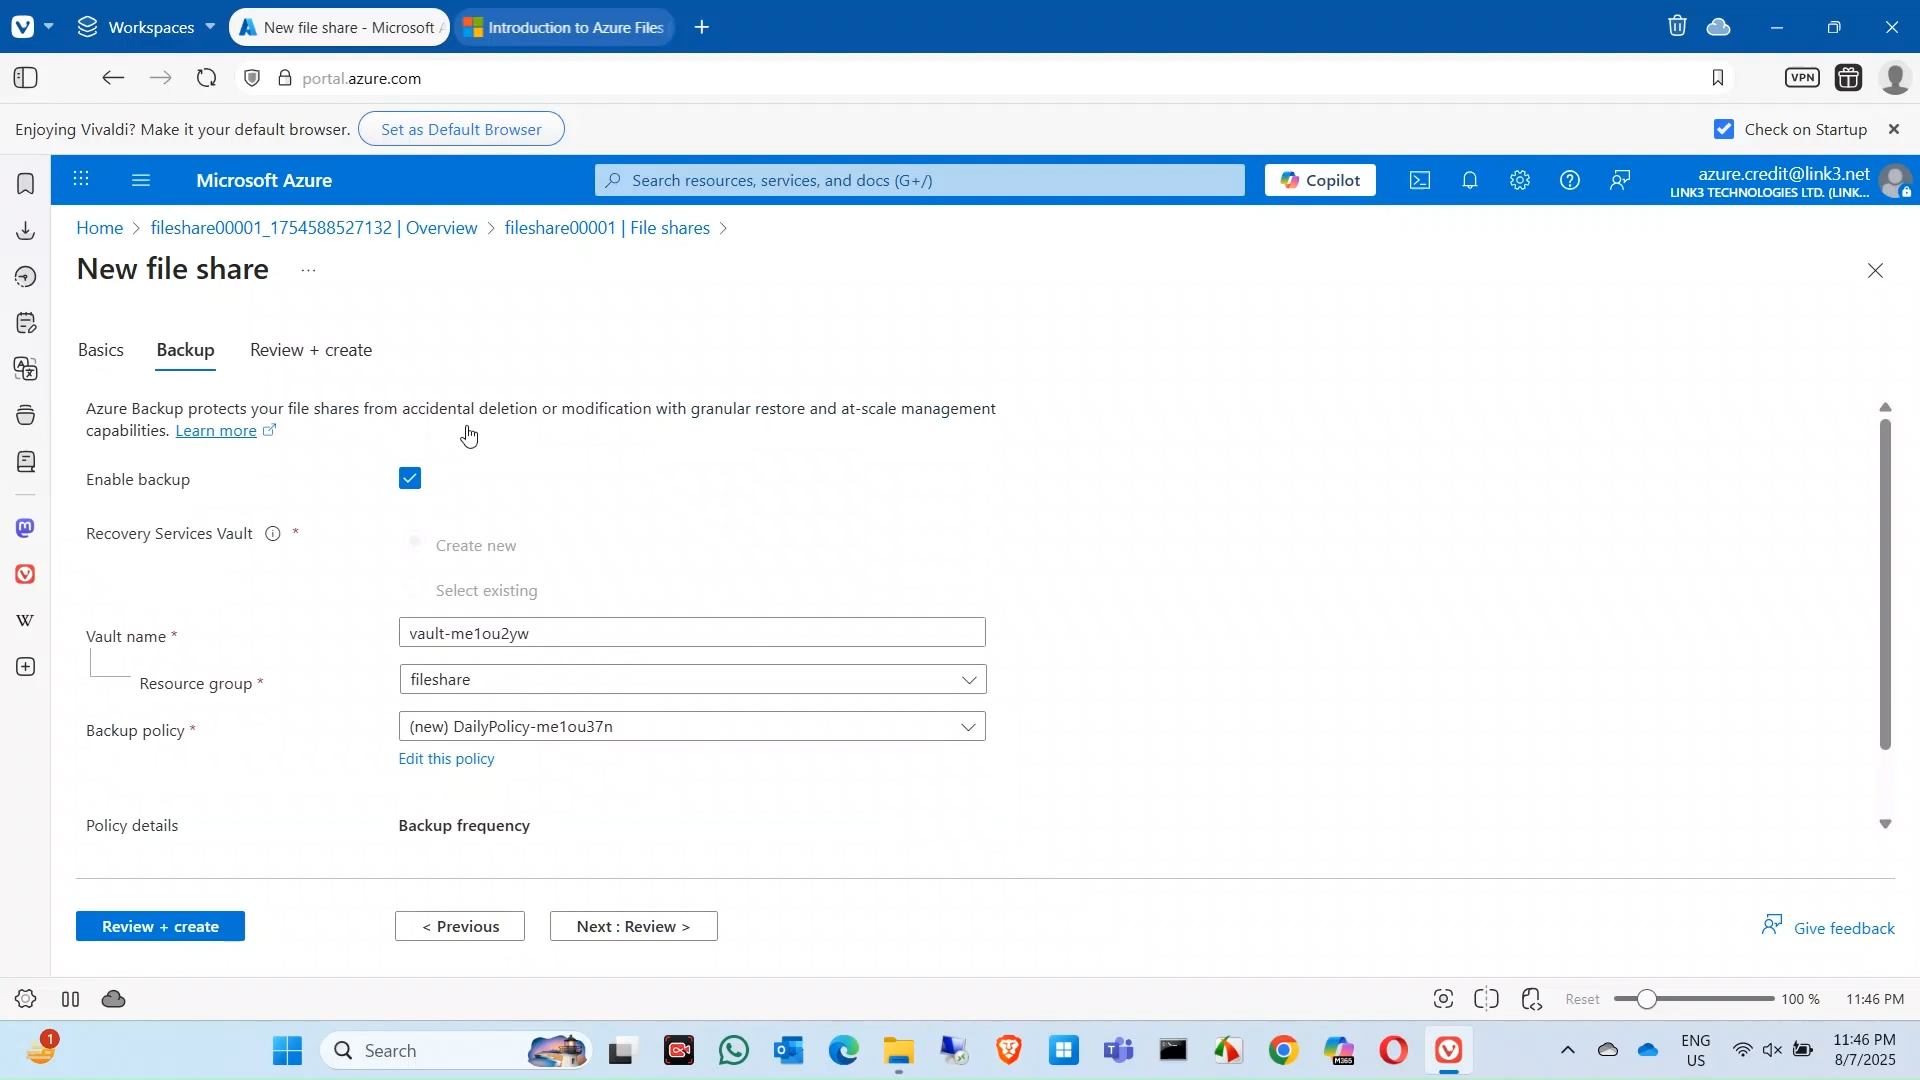 Workspaces
New file share - Microsoft A
Introduction to Azure Files
portal.azure.com
VPN
Enjoying Vivaldi? Make it your default browser.
Set as Default Browser
Check on Startup
Microsoft Azure
Search resources, services, and docs (G+/)
Copilot
azure.credit@link3.net
LINK3 TECHNOLOGIES LTD. (LINK...
Home > fileshare00001_1754588527132 | Overview > fileshare00001 | File shares >
New file share ...
Basics
Backup
Review + create
Azure Backup protects your file shares from accidental deletion or modification with granular restore and at-scale management
capabilities. Learn more
Enable backup
Recovery Services Vault *
Create new
Select existing
Vault name *
vault-me1ou2yw
Resource group *
fileshare
Backup policy *
(new) DailyPolicy-me1ou37n
Edit this policy
Policy details
Backup frequency
Review + create
< Previous
Next : Review >
Give feedback
Reset
100 %
11:46 PM
1
Search
M365
ENG
US
11:46 PM
8/7/2025